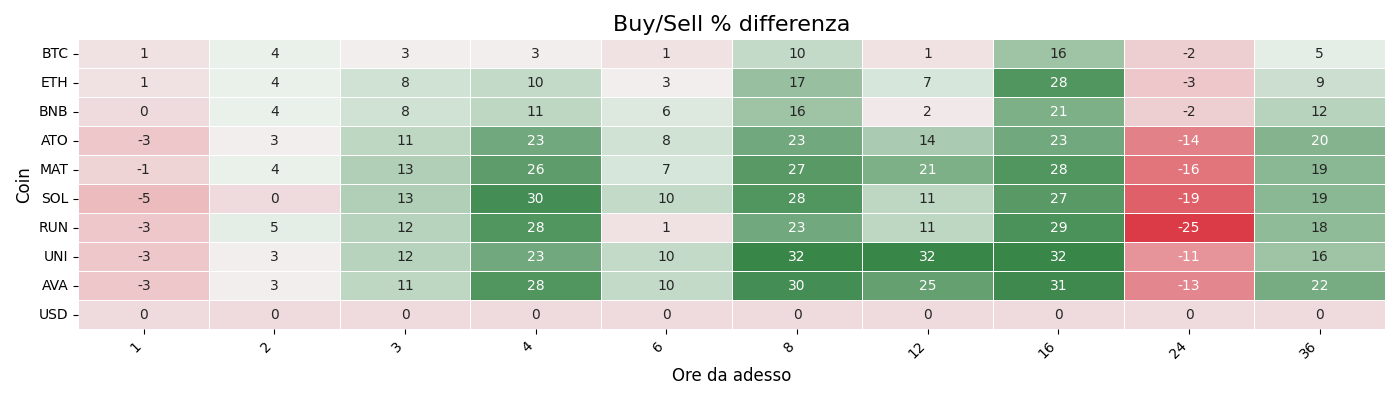 Buy/Sell % differenza
BTC 1 4 3 3 1 10 1 16 -2 5
ETH 1 4 8 10 3 17 7 28 -3 9
BNB 0 4 8 11 6 16 2 21 -2 12
ATO -3 3 11 23 8 23 14 23 -14 20
MAT -1 4 13 26 7 27 21 28 -16 19
SOL -5 0 13 30 10 28 11 27 -19 19
RUN -3 5 12 28 1 23 11 29 -25 18
UNI -3 3 12 23 10 32 32 32 -11 16
AVA -3 3 11 28 10 30 25 31 -13 22
USD 0 0 0 0 0 0 0 0 0 0
1 2 3 4 6 8 12 16 24 36
Ore da adesso
Coin